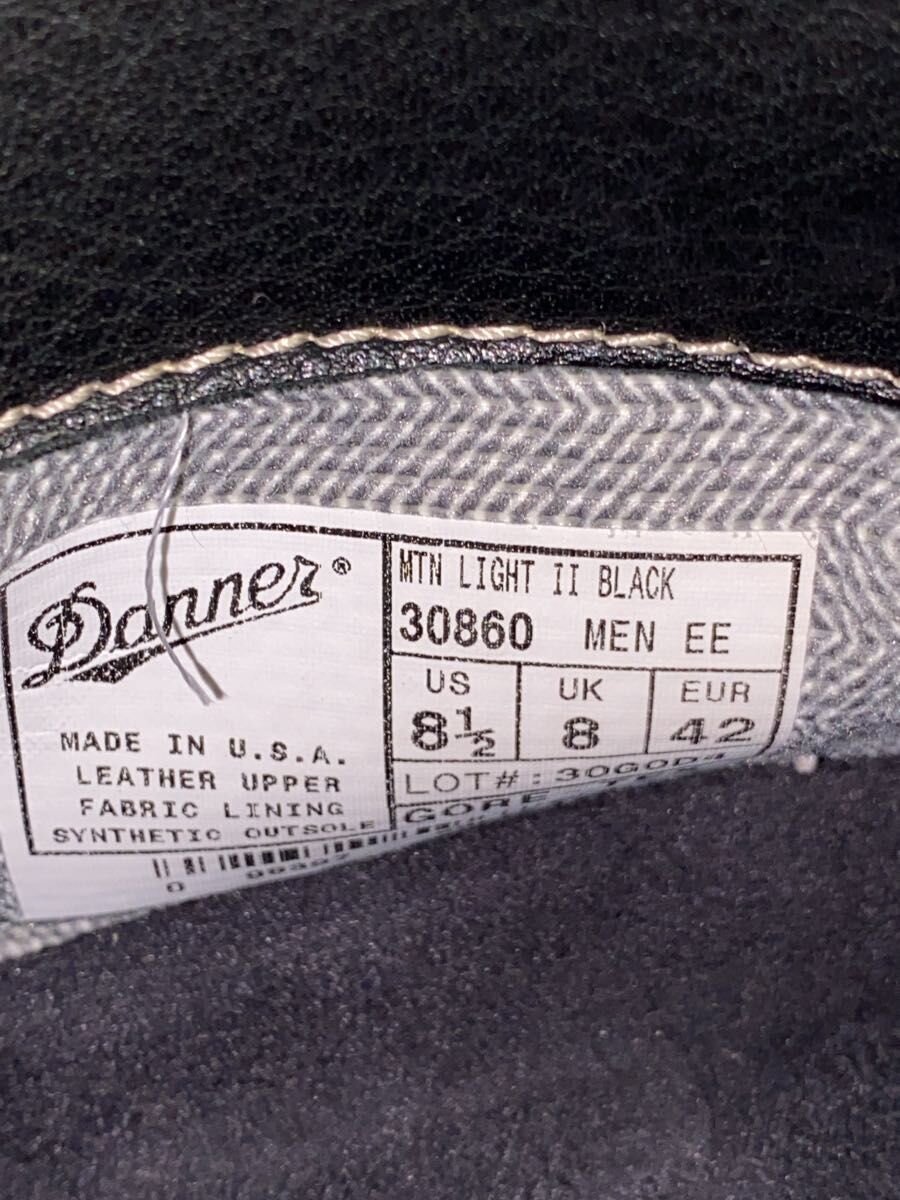 Danner®
MADE IN U.S.A.
LEATHER UPPER
FABRIC LINING
SYNTHETIC OUTSOLE
MTN LIGHT II BLACK
30860 MEN EE
US UK EUR
8½ 8 42
LOT#:
GORE
0